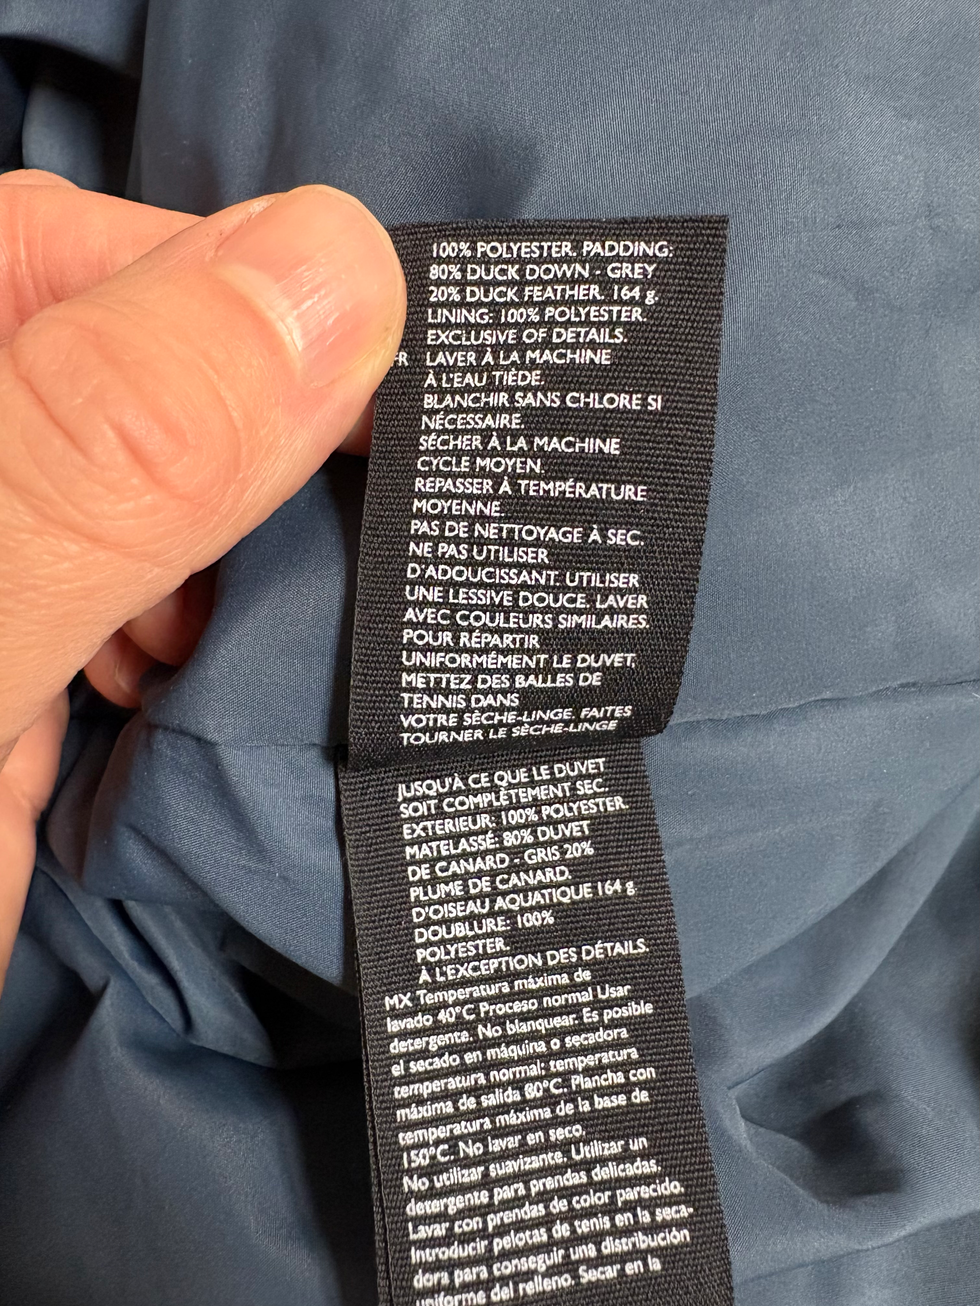 100% POLYESTER. PADDING:
80% DUCK DOWN - GREY
20% DUCK FEATHER. 164 g.
LINING: 100% POLYESTER.
EXCLUSIVE OF DETAILS.
FR LAVER À LA MACHINE
À L'EAU TIÈDE.
BLANCHIR SANS CHLORE SI
NÉCESSAIRE.
SÉCHER À LA MACHINE
CYCLE MOYEN.
REPASSER À TEMPÉRATURE
MOYENNE.
PAS DE NETTOYAGE À SEC.
NE PAS UTILISER
D'ADOUCISSANT. UTILISER
UNE LESSIVE DOUCE. LAVER
AVEC COULEURS SIMILAIRES.
POUR RÉPARTIR
UNIFORMÉMENT LE DUVET,
METTEZ DES BALLES DE
TENNIS DANS
VOTRE SÈCHE-LINGE. FAITES
TOURNER LE SÈCHE-LINGE
JUSQU'À CE QUE LE DUVET
SOIT COMPLÈTEMENT SEC.
EXTERIEUR: 100% POLYESTER.
MATELASSÉ: 80% DUVET
DE CANARD - GRIS 20%
PLUME DE CANARD.
D'OISEAU AQUATIQUE 164 g
DOUBLURE: 100%
POLYESTER.
À L'EXCEPTION DES DÉTAILS.
MX Temperatura máxima de
lavado 40°C Proceso normal Usar
detergente. No blanquear. Es posible
el secado en máquina o secadora
temperatura normal: temperatura
máxima de salida 80°C. Plancha con
temperatura máxima de la base de
150°C. No lavar en seco.
No utilizar suavizante. Utilizar un
detergente para prendas delicadas.
Lavar con prendas de color parecido.
Introducir pelotas de tenis en la seca-
dora para conseguir una distribución
uniforme del relleno. Secar en la